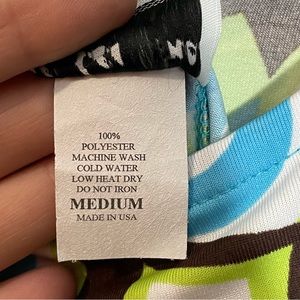 100%
POLYESTER
MACHINE WASH
COLD WATER
LOW HEAT DRY
DO NOT IRON
MEDIUM
MADE IN USA